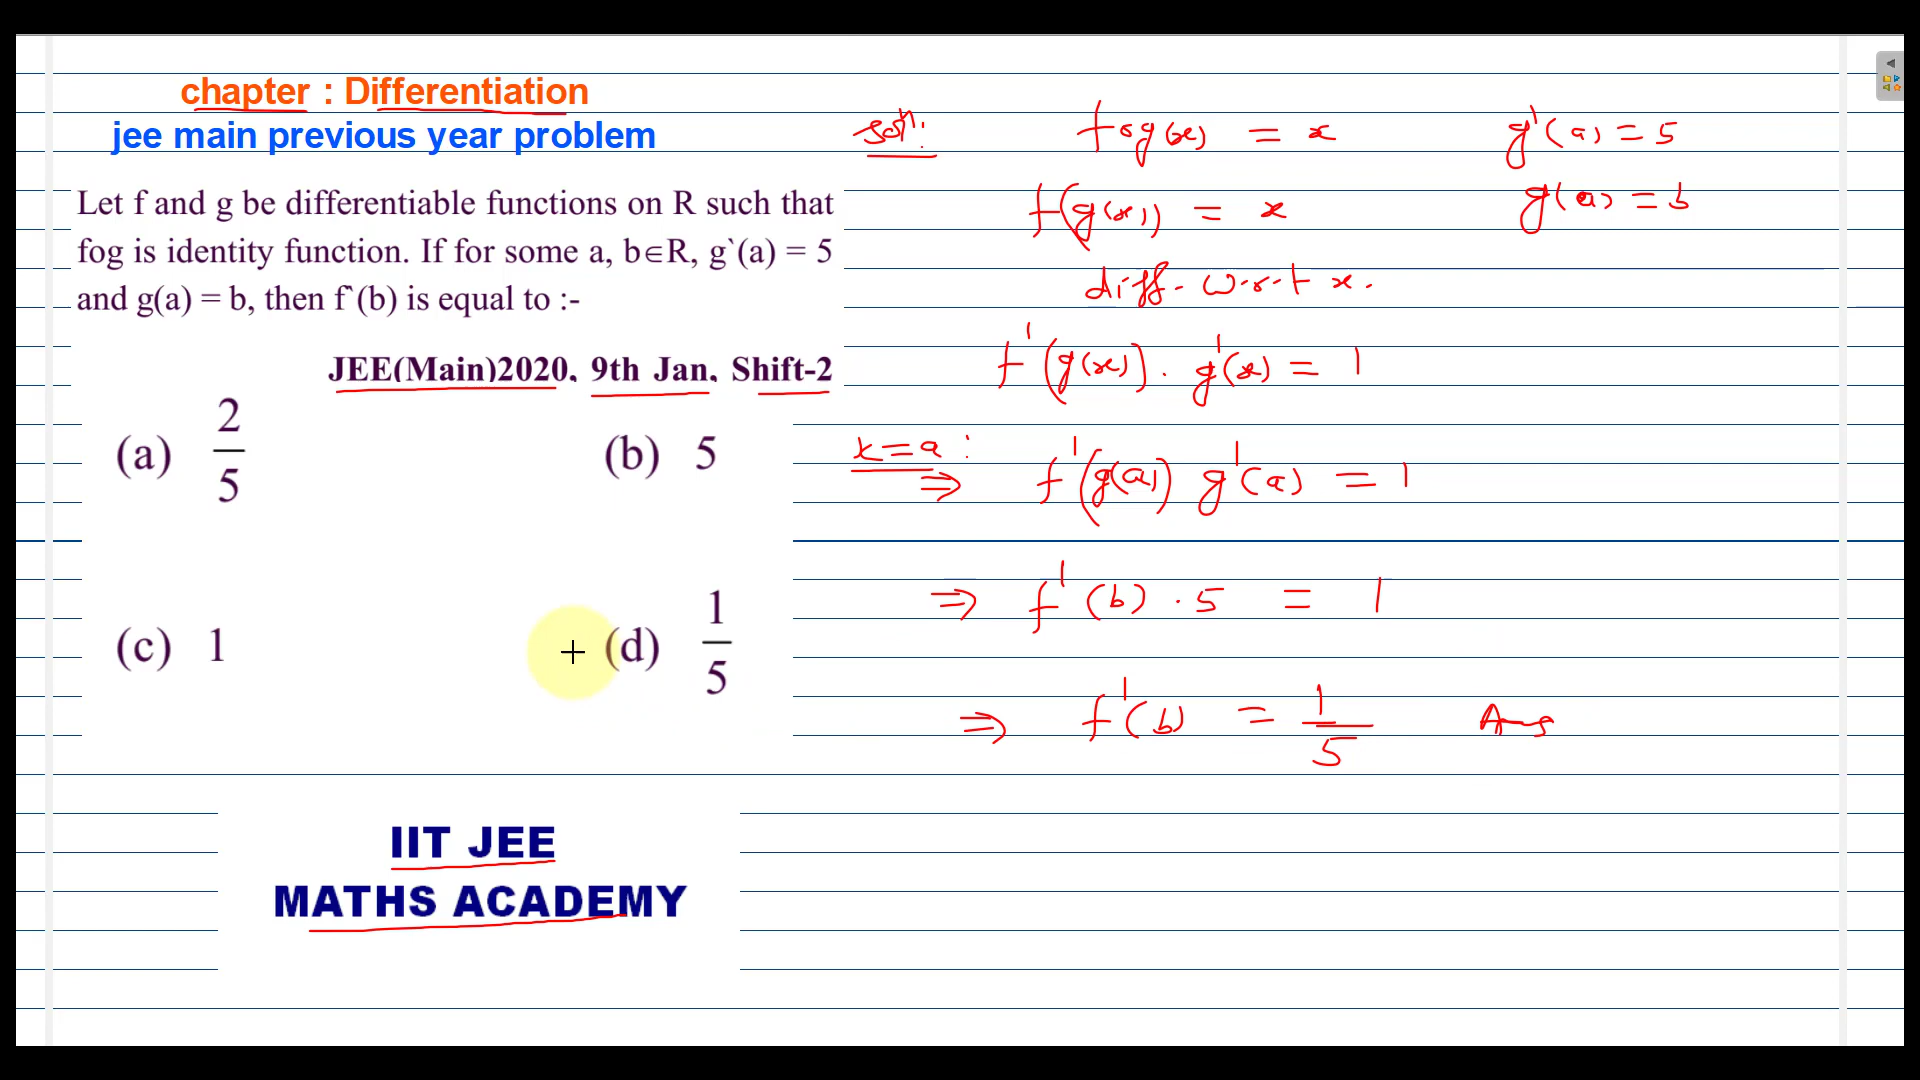 chapter : Differentiation
jee main previous year problem
Let f and g be differentiable functions on R such that
fog is identity function. If for some a, b∈R, g`(a) = 5
and g(a) = b, then f`(b) is equal to :-
JEE(Main)2020, 9th Jan, Shift-2
(a) 2/5 (b) 5
(c) 1 (d) 1/5
IIT JEE
MATHS ACADEMY
Solⁿ: fog(x) = x g'(a) = 5
f(g(x)) = x g(a) = b
diff. w.r.t x.
f'(g(x)). g'(x) = 1
x = a :
⇒ f'(g(a)) g'(a) = 1
⇒ f'(b) . 5 = 1
⇒ f'(b) = 1/5 Ans